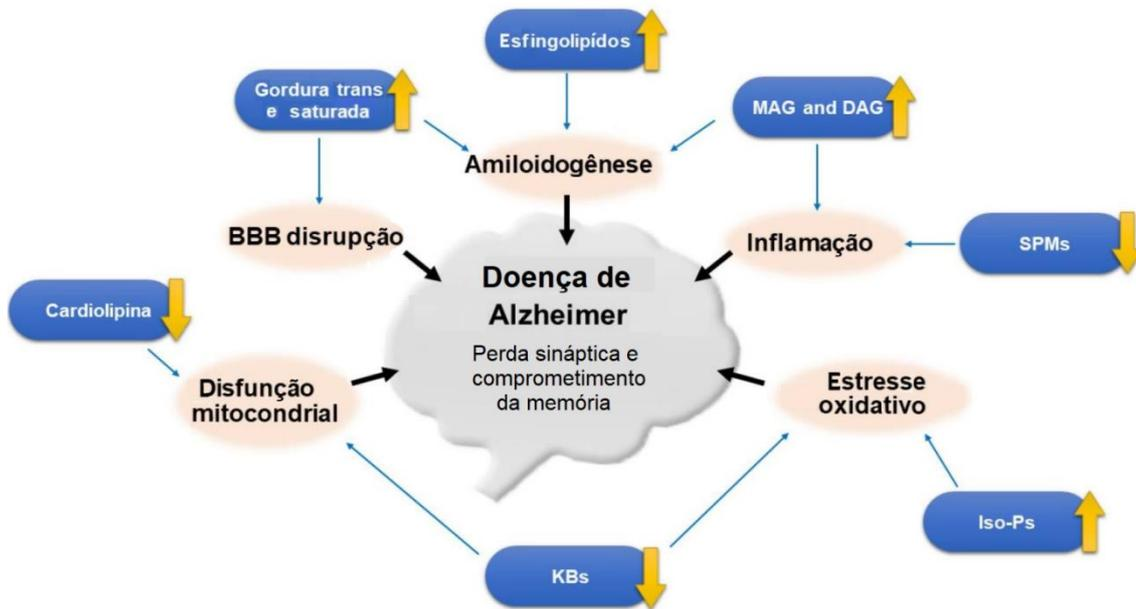 Esfingolipídos
Gordura trans
e saturada
MAG and DAG
Amiloidogênese
BBB disrupção
Inflamação
SPMs
Doença de
Alzheimer
Cardiolipina
Perda sináptica e
comprometimento
da memória
Disfunção
mitocondrial
Estresse
oxidativo
Iso-Ps
KBs